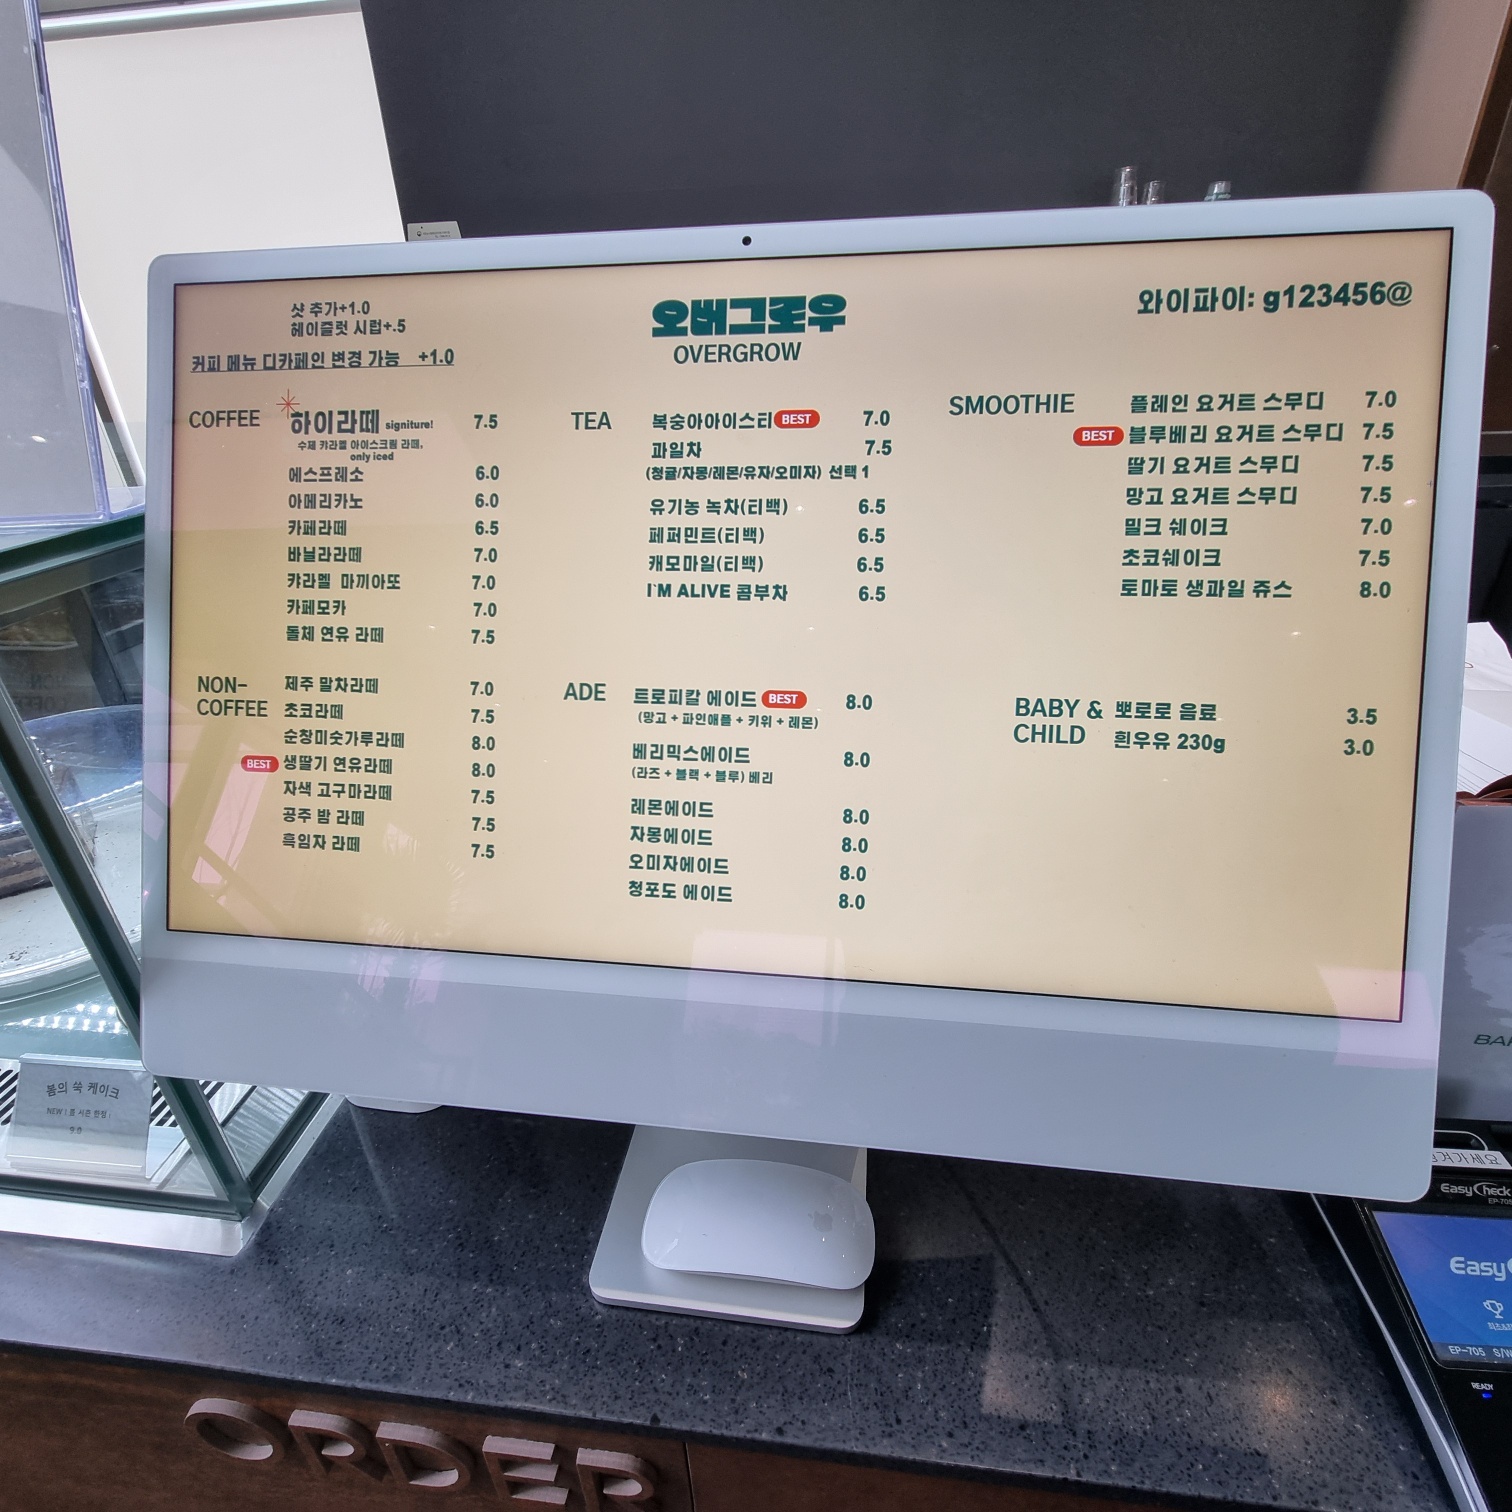 샷 추가+1.0
헤이즐럿 시럽+.5
커피 메뉴 디카페인 변경 가능 +1.0
오버그로우
OVERGROW
와이파이: g123456@
COFFEE
하이라떼 signiture! 7.5
수제 카라멜 아이스크림 라떼,
only iced
에스프레소 6.0
아메리카노 6.0
카페라떼 6.5
바닐라라떼 7.0
카라멜 마끼아또 7.0
카페모카 7.0
돌체 연유 라떼 7.5
NON-
COFFEE
제주 말차라떼 7.0
초코라떼 7.5
순창미숫가루라떼 8.0
BEST 생딸기 연유라떼 8.0
자색 고구마라떼 7.5
공주 밤 라떼 7.5
흑임자 라떼 7.5
TEA
복숭아아이스티 BEST 7.0
과일차 7.5
(청귤/자몽/레몬/유자/오미자) 선택 1
유기농 녹차(티백) 6.5
페퍼민트(티백) 6.5
캐모마일(티백) 6.5
I'M ALIVE 콤부차 6.5
ADE
트로피칼 에이드 BEST 8.0
(망고 + 파인애플 + 키위 + 레몬)
베리믹스에이드 8.0
(라즈 + 블랙 + 블루) 베리
레몬에이드 8.0
자몽에이드 8.0
오미자에이드 8.0
청포도 에이드 8.0
SMOOTHIE
플레인 요거트 스무디 7.0
BEST 블루베리 요거트 스무디 7.5
딸기 요거트 스무디 7.5
망고 요거트 스무디 7.5
밀크 쉐이크 7.0
초코쉐이크 7.5
토마토 생과일 쥬스 8.0
BABY &
CHILD
뽀로로 음료 3.5
흰우유 230g 3.0
봄의 쑥 케이크
NEW ! 봄 시즌 한정 !
9.0
Easy Check
EP-705
Easy
EP-705 S/W
READY
ORDER